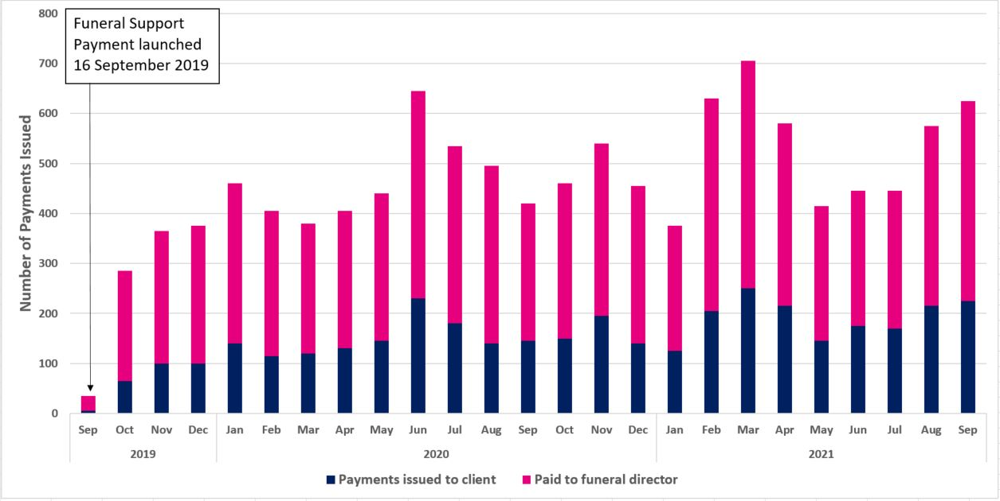 Funeral Support
Payment launched
16 September 2019
Number of Payments Issued
800
700
600
500
400
300
200
100
0
Sep Oct Nov Dec Jan Feb Mar Apr May Jun Jul Aug Sep Oct Nov Dec Jan Feb Mar Apr May Jun Jul Aug Sep
2019 2020 2021
Payments issued to client Paid to funeral director